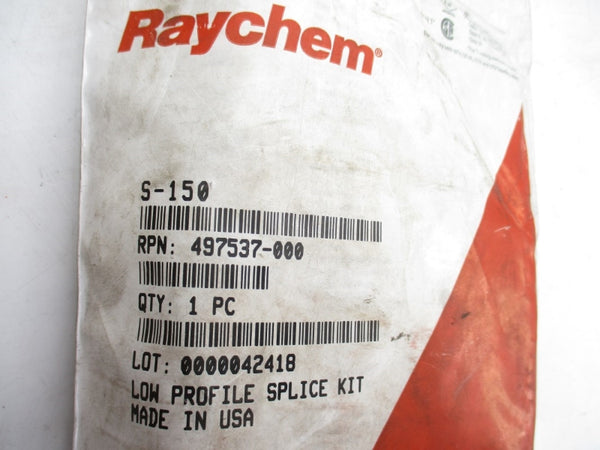 Raychem®
S-150
RPN: 497537-000
QTY: 1 PC
LOT: 0000042418
LOW PROFILE SPLICE KIT
MADE IN USA